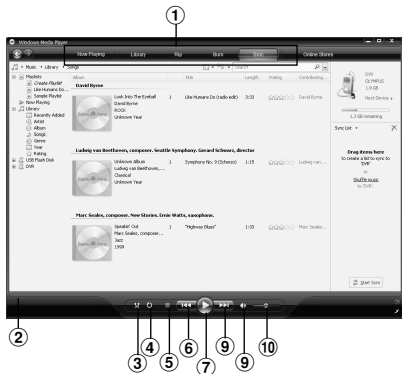 ①
Windows Media Player
Now Playing Library Rip Burn Sync Online Stores
Music Library Songs
Search
Playlists
Create Playlist
Like Humans Do
Sample Playlist
Now Playing
Library
Recently Added
Artist
Album
Songs
Genre
Year
Rating
USB Flash Disk
DVR
Album Title Length Rating Contributing...
David Byrne
Look Into The Eyeball 1 Like Humans Do (radio edit) 3:33 David Byrne
David Byrne
ROCK
Unknown Year
Ludwig van Beethoven, composer. Seattle Symphony. Gerard Schwarz, director
Unknown Album 1 Symphony No. 9 (Scherzo) 1:15 Ludwig van ...
Ludwig van Beethoven,...
Classical
Unknown Year
Marc Seales, composer. New Stories. Ernie Watts, saxophone.
Speakin' Out 1 "Highway Blues" 1:33 Marc Seales...
Marc Seales, composer...
Jazz
1999
DVR
OLYMPUS
1.0 GB
Next Device
1.3 GB remaining
Sync List
Drag items here
to create a list to sync to
'DVR'.
or
Shuffle music
to 'DVR'.
Start Sync
②
③ ④ ⑤ ⑥ ⑦ ⑨ ⑨ ⑩